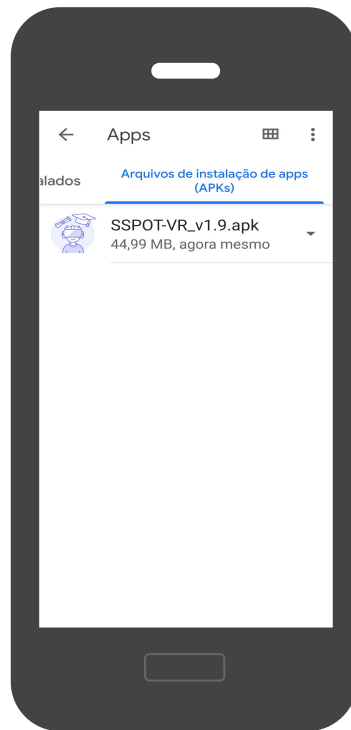 Apps
alados
Arquivos de instalação de apps
(APKs)
SSPOT-VR_v1.9.apk
44,99 MB, agora mesmo